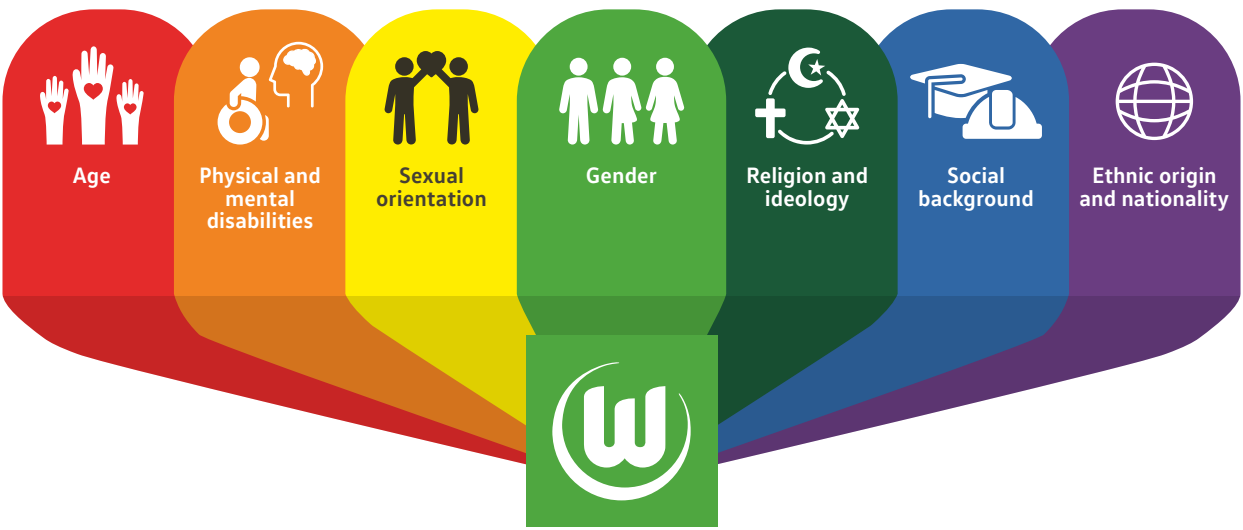 Age
Physical and
mental
disabilities
Sexual
orientation
Gender
Religion and
ideology
Social
background
Ethnic origin
and nationality
W